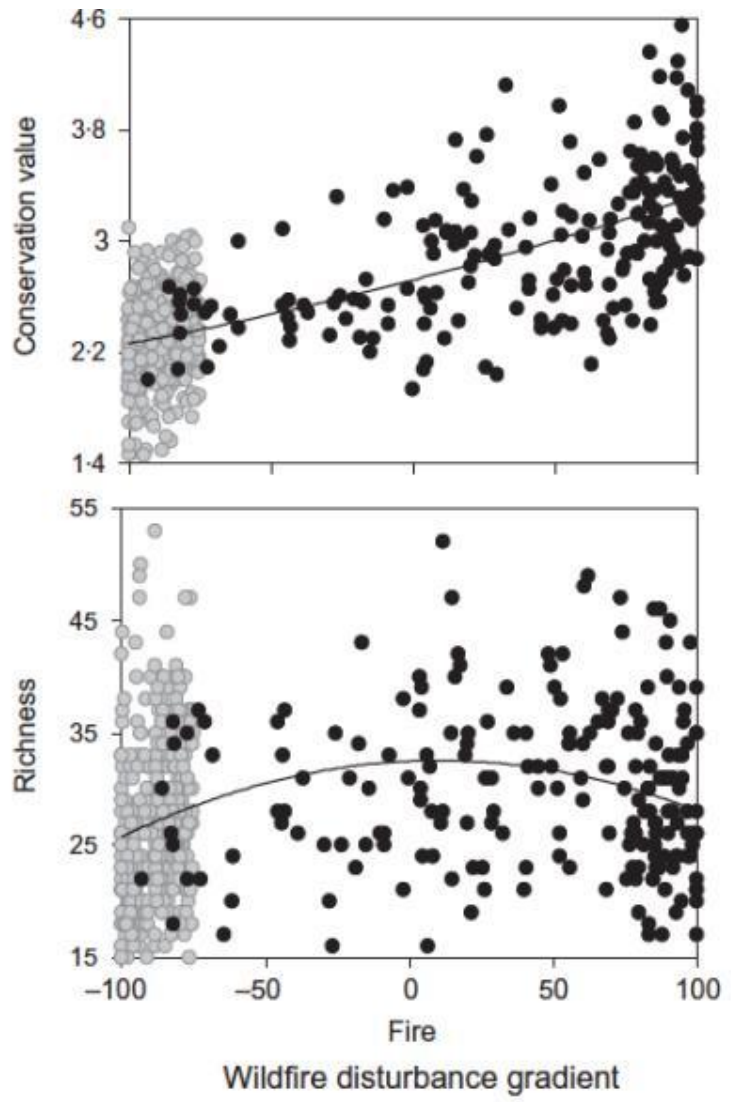 4·6
3·8
3
2·2
1·4
Conservation value
55
45
35
25
15
Richness
–100 –50 0 50 100
Fire
Wildfire disturbance gradient